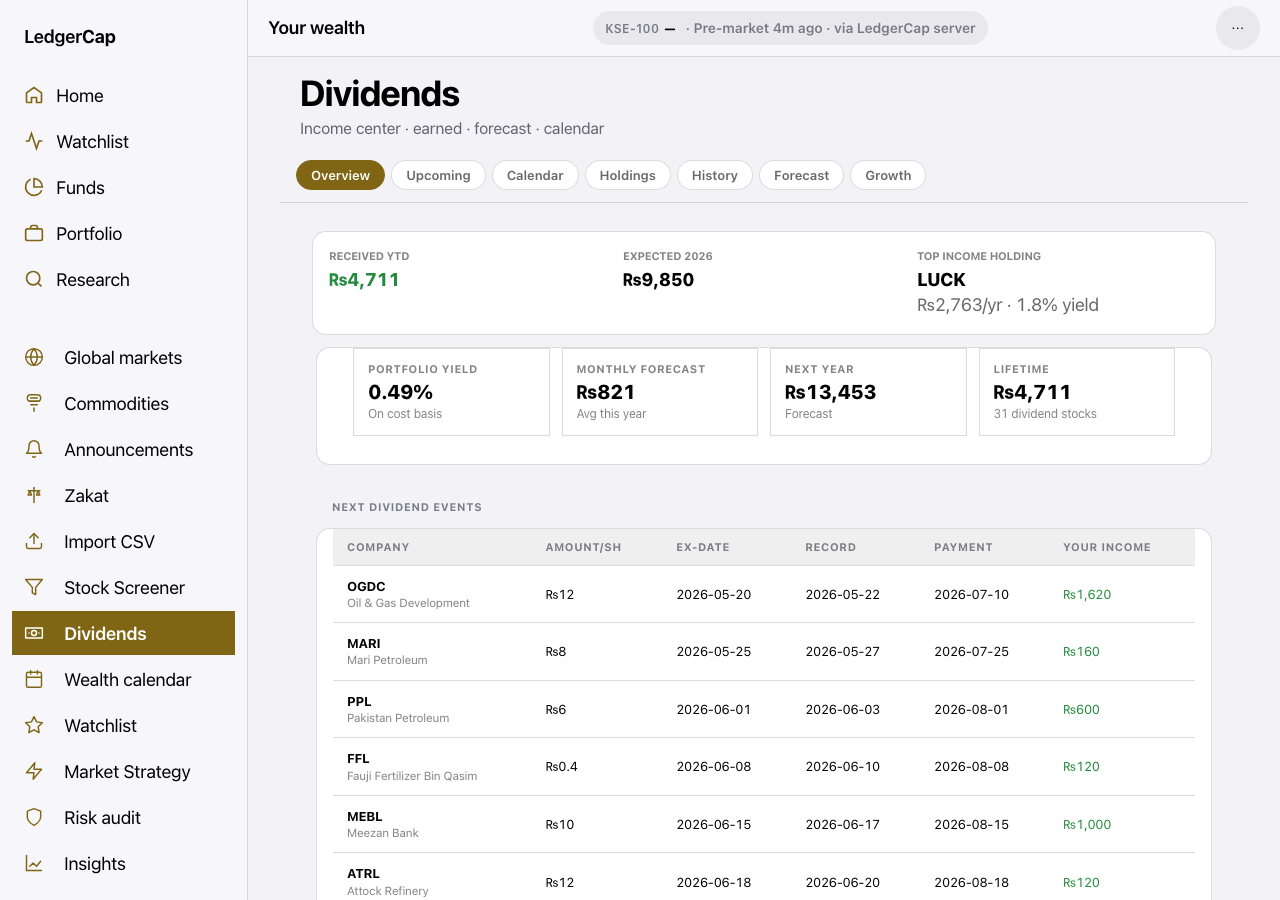 LedgerCap
Home
Watchlist
Funds
Portfolio
Research
Global markets
Commodities
Announcements
Zakat
Import CSV
Stock Screener
Dividends
Wealth calendar
Watchlist
Market Strategy
Risk audit
Insights
Your wealth
KSE-100 — · Pre-market 4m ago · via LedgerCap server
...
Dividends
Income center · earned · forecast · calendar
Overview Upcoming Calendar Holdings History Forecast Growth
RECEIVED YTD
₨4,711
EXPECTED 2026
₨9,850
TOP INCOME HOLDING
LUCK
₨2,763/yr · 1.8% yield
PORTFOLIO YIELD
0.49%
On cost basis
MONTHLY FORECAST
₨821
Avg this year
NEXT YEAR
₨13,453
Forecast
LIFETIME
₨4,711
31 dividend stocks
NEXT DIVIDEND EVENTS
COMPANY AMOUNT/SH EX-DATE RECORD PAYMENT YOUR INCOME
OGDC
Oil & Gas Development
₨12 2026-05-20 2026-05-22 2026-07-10 ₨1,620
MARI
Mari Petroleum
₨8 2026-05-25 2026-05-27 2026-07-25 ₨160
PPL
Pakistan Petroleum
₨6 2026-06-01 2026-06-03 2026-08-01 ₨600
FFL
Fauji Fertilizer Bin Qasim
₨0.4 2026-06-08 2026-06-10 2026-08-08 ₨120
MEBL
Meezan Bank
₨10 2026-06-15 2026-06-17 2026-08-15 ₨1,000
ATRL
Attock Refinery
₨12 2026-06-18 2026-06-20 2026-08-18 ₨120